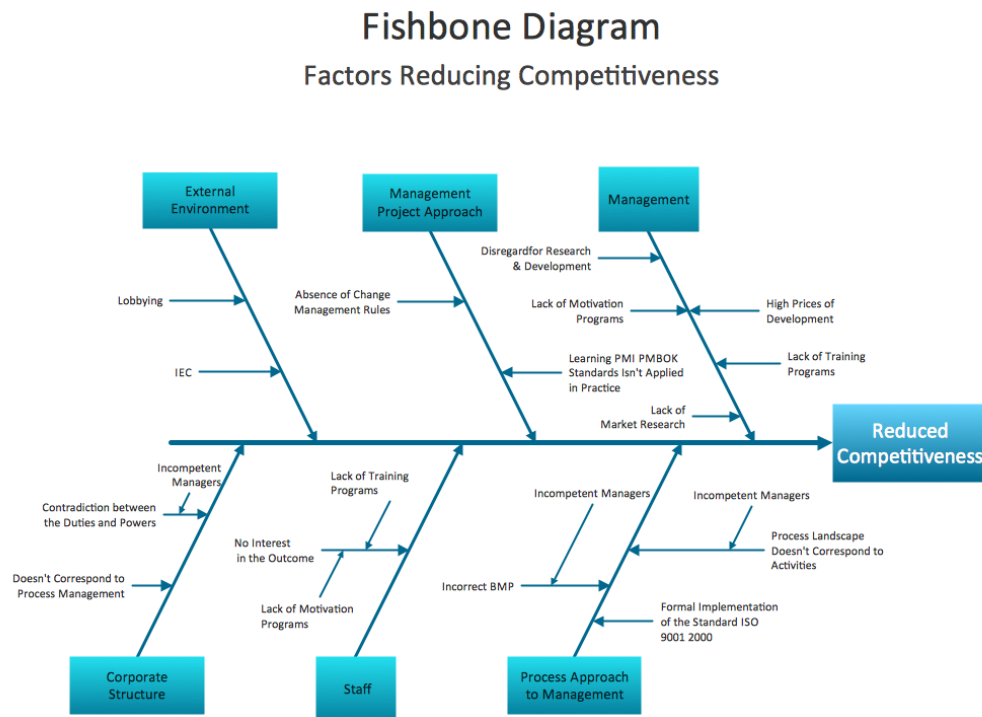 Fishbone Diagram
Factors Reducing Competitiveness
External
Environment
Management
Project Approach
Management
Disregardfor Research
& Development
Lobbying
Absence of Change
Management Rules
Lack of Motivation
Programs
High Prices of
Development
IEC
Learning PMI PMBOK
Standards Isn't Applied
in Practice
Lack of Training
Programs
Lack of
Market Research
Reduced
Competitiveness
Incompetent
Managers
Contradiction between
the Duties and Powers
Doesn't Correspond to
Process Management
Lack of Training
Programs
No Interest
in the Outcome
Lack of Motivation
Programs
Incompetent Managers
Incorrect BMP
Incompetent Managers
Process Landscape
Doesn't Correspond to
Activities
Formal Implementation
of the Standard ISO
9001 2000
Corporate
Structure
Staff
Process Approach
to Management